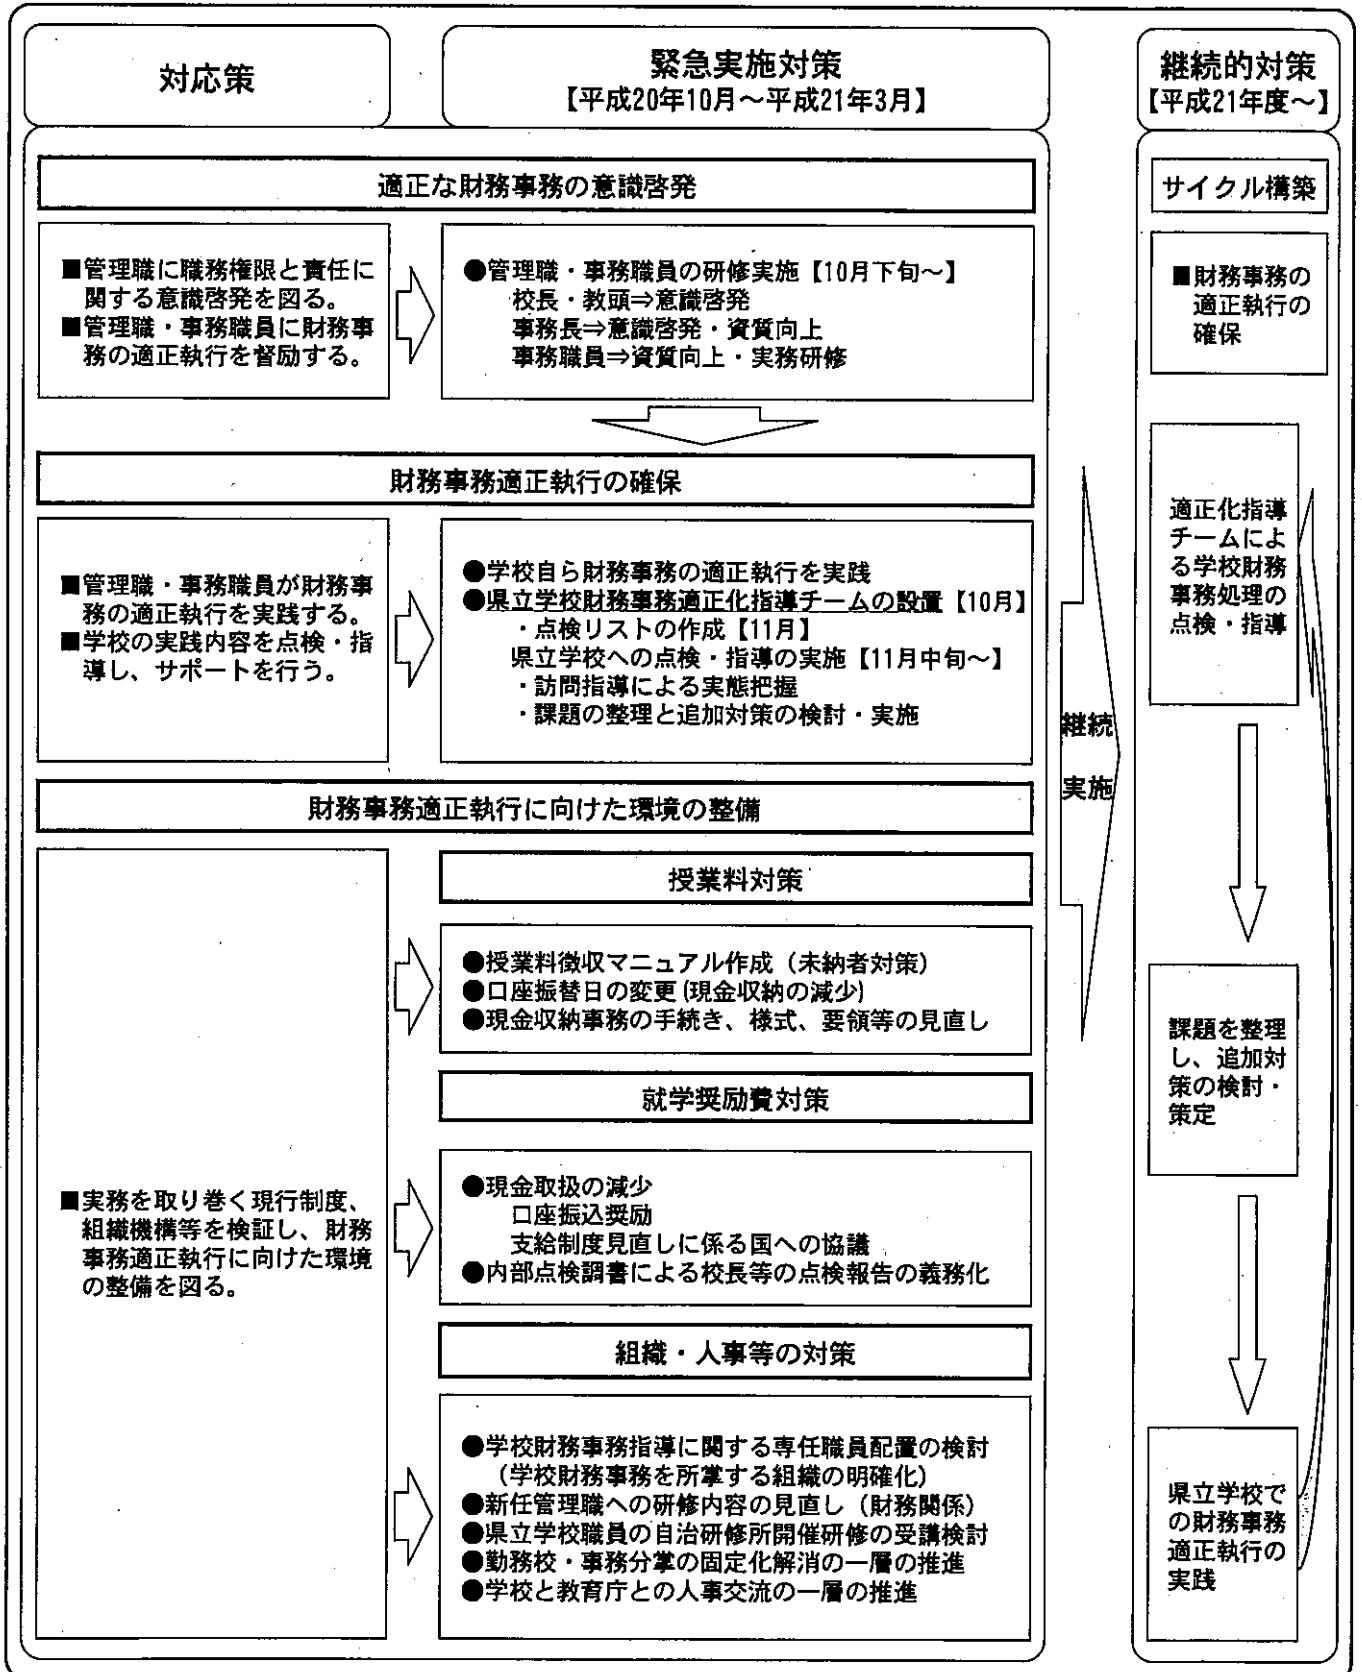 対応策
緊急実施対策
【平成20年10月～平成21年3月】
継続的対策
【平成21年度～】
適正な財務事務の意識啓発
■管理職に職務権限と責任に
関する意識啓発を図る。
■管理職・事務職員に財務事
務の適正執行を督励する。
●管理職・事務職員の研修実施【10月下旬～】
校長・教頭⇒意識啓発
事務長⇒意識啓発・資質向上
事務職員⇒資質向上・実務研修
財務事務適正執行の確保
■管理職・事務職員が財務事
務の適正執行を実践する。
■学校の実践内容を点検・指
導し、サポートを行う。
●学校自ら財務事務の適正執行を実践
●県立学校財務事務適正化指導チームの設置【10月】
・点検リストの作成【11月】
県立学校への点検・指導の実施【11月中旬～】
・訪問指導による実態把握
・課題の整理と追加対策の検討・実施
財務事務適正執行に向けた環境の整備
■実務を取り巻く現行制度、
組織機構等を検証し、財務
事務適正執行に向けた環境
の整備を図る。
授業料対策
●授業料徴収マニュアル作成（未納者対策）
●口座振替日の変更(現金収納の減少)
●現金収納事務の手続き、様式、要領等の見直し
就学奨励費対策
●現金取扱の減少
口座振込奨励
支給制度見直しに係る国への協議
●内部点検調書による校長等の点検報告の義務化
組織・人事等の対策
●学校財務事務指導に関する専任職員配置の検討
（学校財務事務を所掌する組織の明確化）
●新任管理職への研修内容の見直し（財務関係）
●県立学校職員の自治研修所開催研修の受講検討
●勤務校・事務分掌の固定化解消の一層の推進
●学校と教育庁との人事交流の一層の推進
継続
実施
サイクル構築
■財務事務の
適正執行の
確保
適正化指導
チームによ
る学校財務
事務処理の
点検・指導
課題を整理
し、追加対
策の検討・
策定
県立学校で
の財務事務
適正執行の
実践